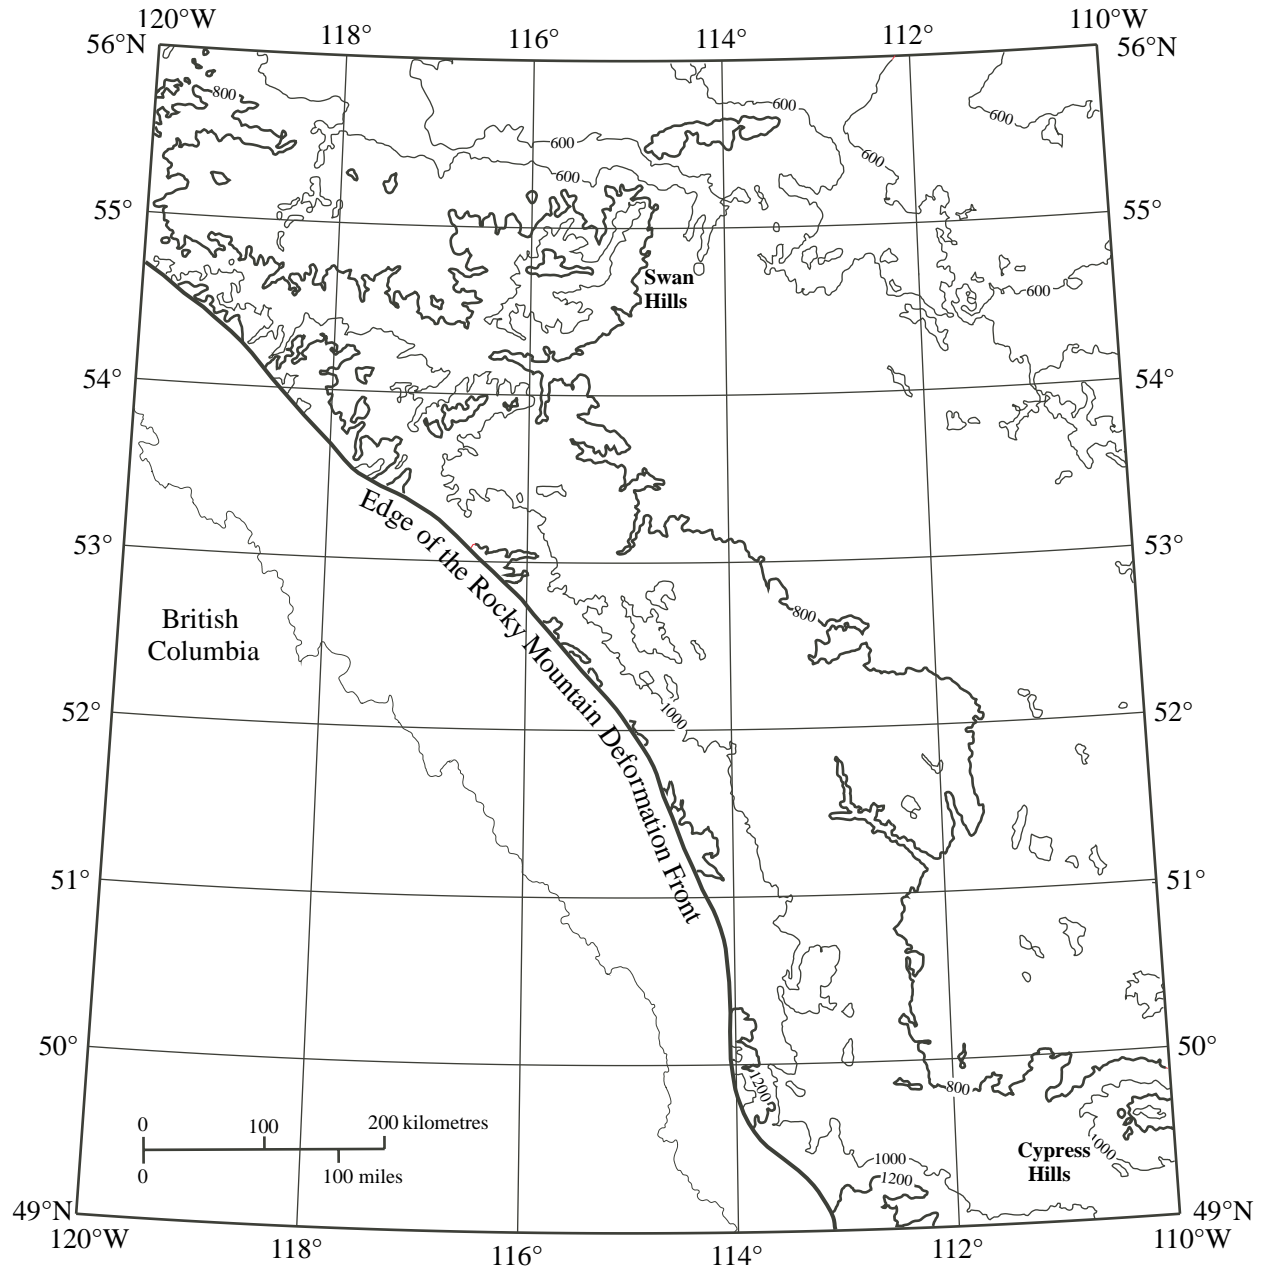 120°W
110°W
56°N
118°
116°
114°
112°
56°N
800
600
600
600
600
600
55°
55°
Swan
Hills
600
54°
54°
Edge of the Rocky Mountain Deformation Front
53°
53°
British
Columbia
800
52°
1000
52°
51°
51°
50°
50°
1200
800
0
100
200 kilometres
0
100 miles
1000
Cypress
Hills
1000
1200
49°N
49°N
120°W
118°
116°
114°
112°
110°W